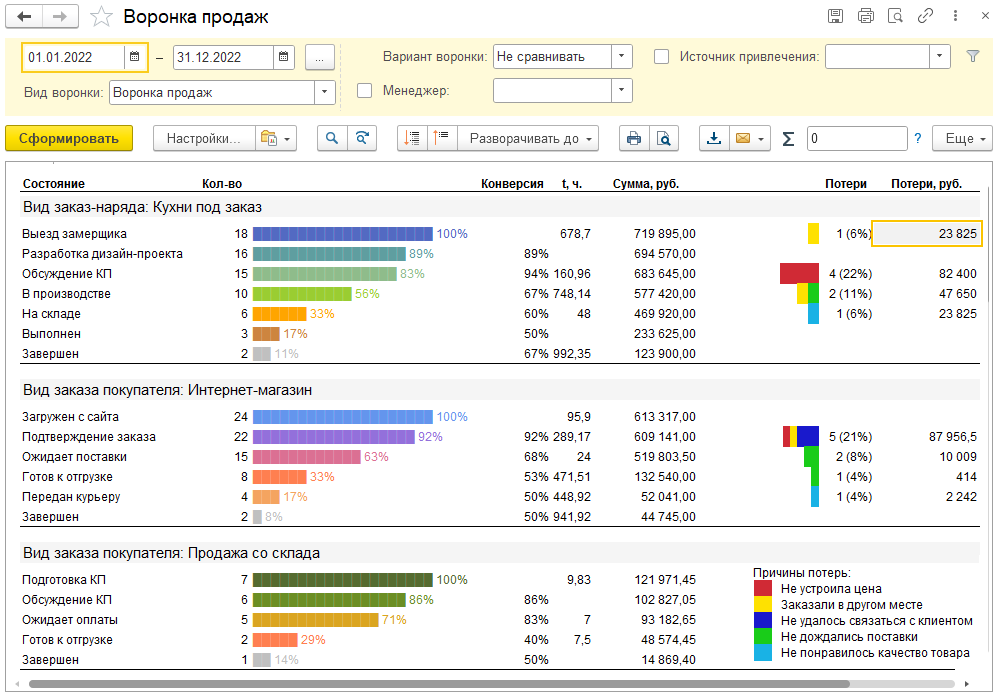 Воронка продаж
01.01.2022 – 31.12.2022 ... Вариант воронки: Не сравнивать Источник привлечения:
Вид воронки: Воронка продаж Менеджер:
Сформировать Настройки... Разворачивать до Σ 0 ? Еще
Состояние Кол-во Конверсия t, ч. Сумма, руб. Потери Потери, руб.
Вид заказ-наряда: Кухни под заказ
Выезд замерщика 18 100% 678,7 719 895,00 1 (6%) 23 825
Разработка дизайн-проекта 16 89% 89% 694 570,00
Обсуждение КП 15 83% 94% 160,96 683 645,00 4 (22%) 82 400
В производстве 10 56% 67% 748,14 577 420,00 2 (11%) 47 650
На складе 6 33% 60% 48 469 920,00 1 (6%) 23 825
Выполнен 3 17% 50% 233 625,00
Завершен 2 11% 67% 992,35 123 900,00
Вид заказа покупателя: Интернет-магазин
Загружен с сайта 24 100% 95,9 613 317,00
Подтверждение заказа 22 92% 92% 289,17 609 141,00 5 (21%) 87 956,5
Ожидает поставки 15 63% 68% 24 519 803,50 2 (8%) 10 009
Готов к отгрузке 8 33% 53% 471,51 132 540,00 1 (4%) 414
Передан курьеру 4 17% 50% 448,92 52 041,00 1 (4%) 2 242
Завершен 2 8% 50% 941,92 44 745,00
Вид заказа покупателя: Продажа со склада
Подготовка КП 7 100% 9,83 121 971,45
Обсуждение КП 6 86% 86% 102 827,05
Ожидает оплаты 5 71% 83% 7 93 182,65
Готов к отгрузке 2 29% 40% 7,5 48 574,45
Завершен 1 14% 50% 14 869,40
Причины потерь:
Не устроила цена
Заказали в другом месте
Не удалось связаться с клиентом
Не дождались поставки
Не понравилось качество товара